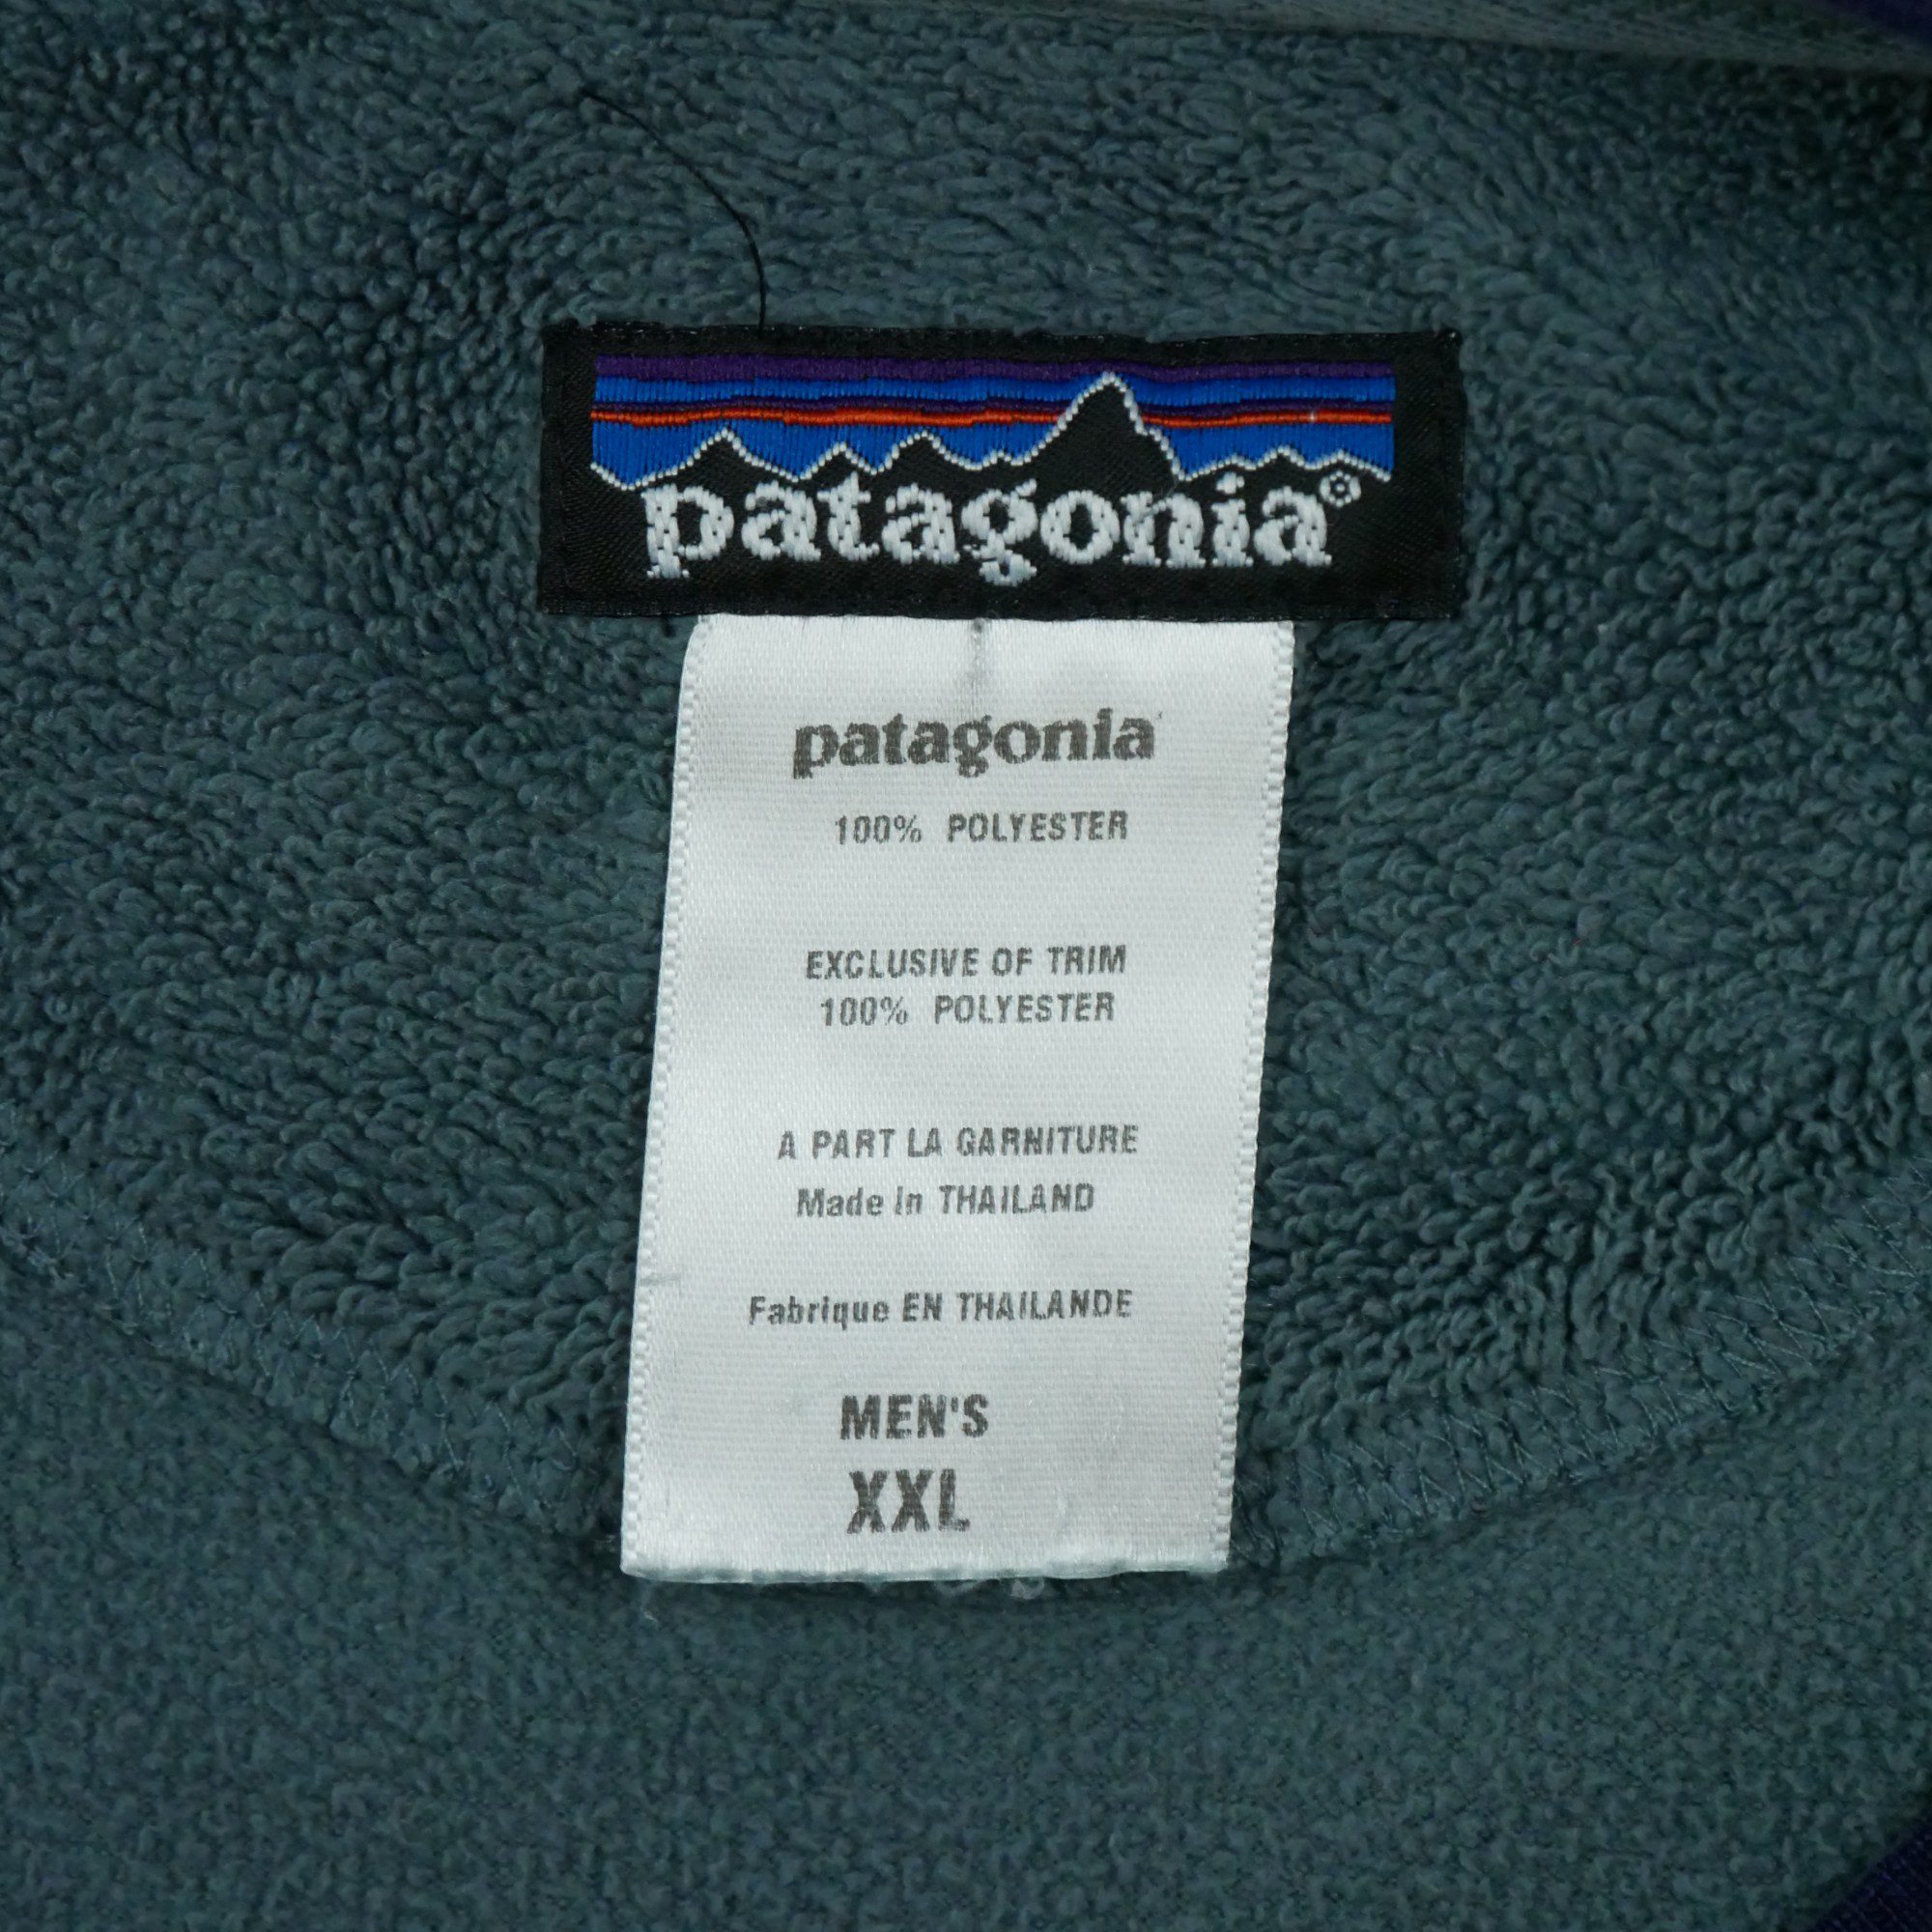 patagonia®
patagonia
100% POLYESTER
EXCLUSIVE OF TRIM
100% POLYESTER
A PART LA GARNITURE
Made in THAILAND
Fabrique EN THAILANDE
MEN'S
XXL